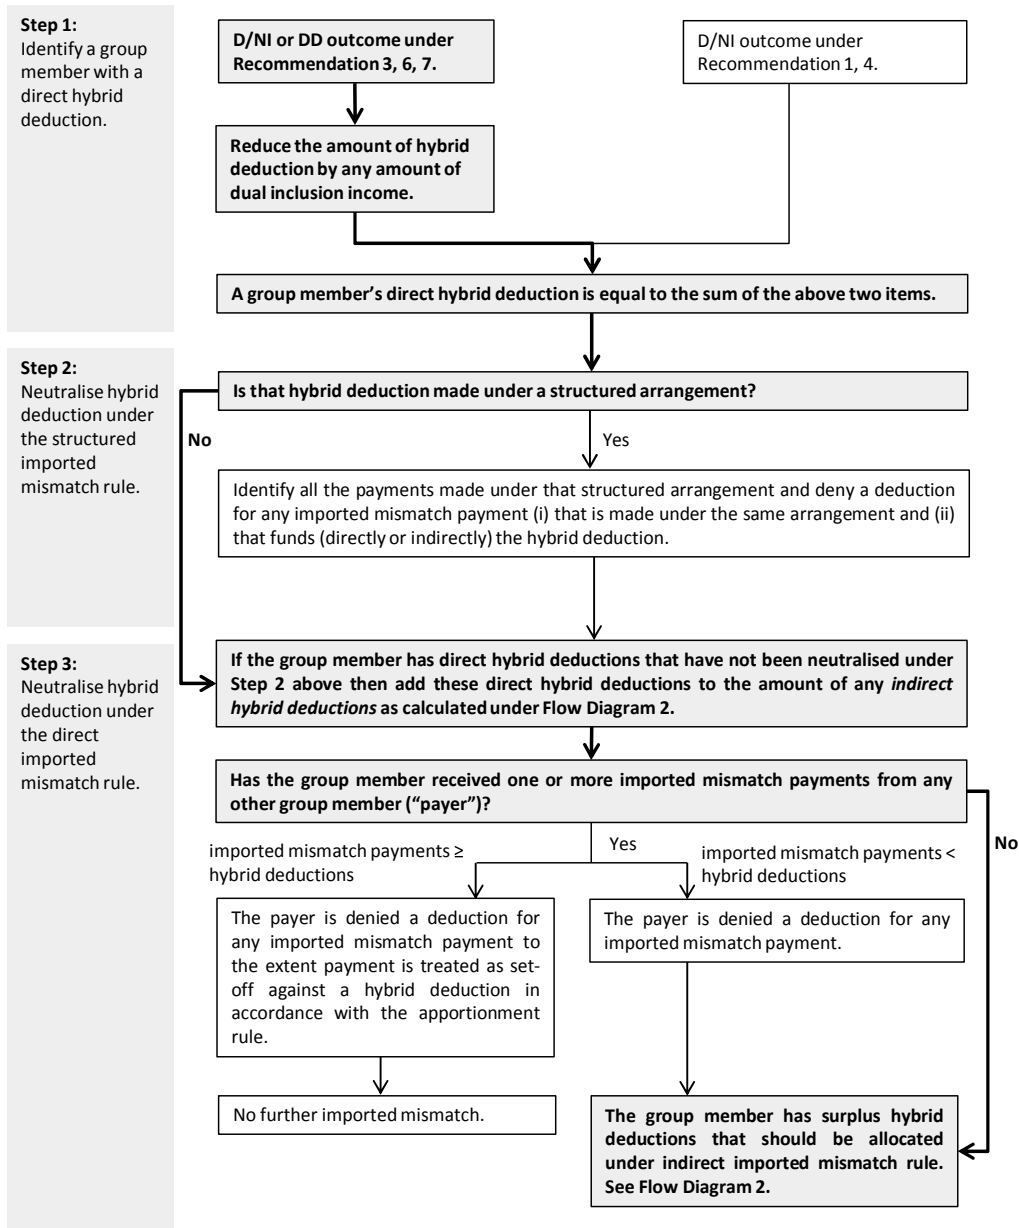 Step 1:
Identify a group
member with a
direct hybrid
deduction.
D/NI or DD outcome under
Recommendation 3, 6, 7.
D/NI outcome under
Recommendation 1, 4.
Reduce the amount of hybrid
deduction by any amount of
dual inclusion income.
A group member’s direct hybrid deduction is equal to the sum of the above two items.
Step 2:
Neutralise hybrid
deduction under
the structured
imported
mismatch rule.
Is that hybrid deduction made under a structured arrangement?
No
Yes
Identify all the payments made under that structured arrangement and deny a deduction
for any imported mismatch payment (i) that is made under the same arrangement and (ii)
that funds (directly or indirectly) the hybrid deduction.
Step 3:
Neutralise hybrid
deduction under
the direct
imported
mismatch rule.
If the group member has direct hybrid deductions that have not been neutralised under
Step 2 above then add these direct hybrid deductions to the amount of any indirect
hybrid deductions as calculated under Flow Diagram 2.
Has the group member received one or more imported mismatch payments from any
other group member (“payer”)?
Yes
No
imported mismatch payments ≥
hybrid deductions
imported mismatch payments <
hybrid deductions
The payer is denied a deduction for
any imported mismatch payment to
the extent payment is treated as set-
off against a hybrid deduction in
accordance with the apportionment
rule.
The payer is denied a deduction for any
imported mismatch payment.
No further imported mismatch.
The group member has surplus hybrid
deductions that should be allocated
under indirect imported mismatch rule.
See Flow Diagram 2.